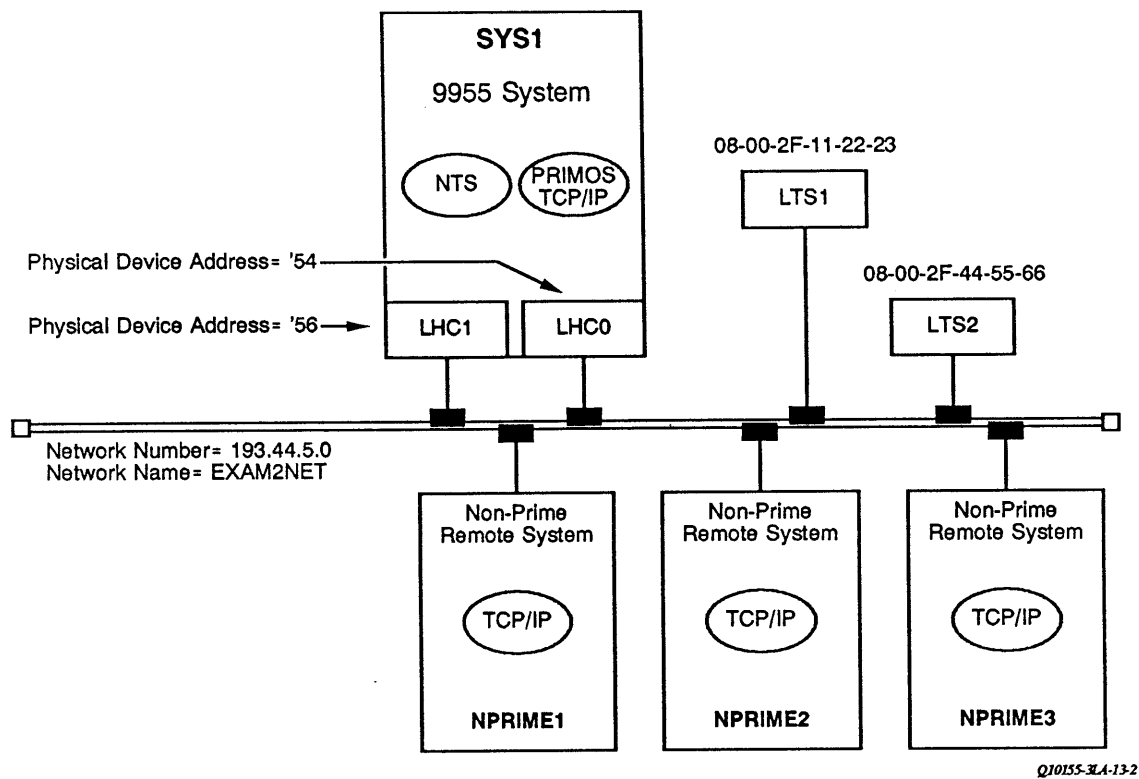 SYS1
9955 System
NTS
PRIMOS
TCP/IP
08-00-2F-11-22-23
LTS1
Physical Device Address= '54
08-00-2F-44-55-66
Physical Device Address= '56
LHC1
LHC0
LTS2
Network Number= 193.44.5.0
Network Name= EXAM2NET
Non-Prime
Remote System
TCP/IP
NPRIME1
Non-Prime
Remote System
TCP/IP
NPRIME2
Non-Prime
Remote System
TCP/IP
NPRIME3
Q10155-3LA-13-2